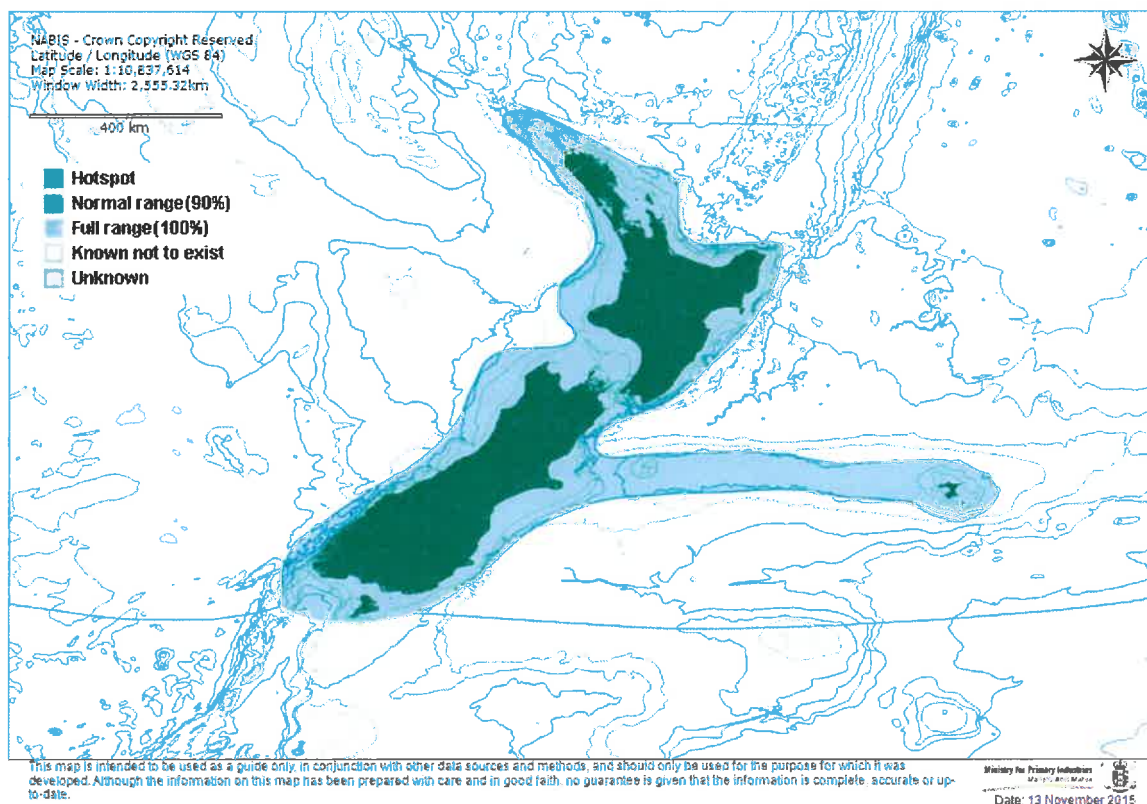 NABIS - Crown Copyright Reserved
Latitude / Longitude (WGS 84)
Map Scale: 1:10,837,614
Window Width: 2,555.32km
400 km
Hotspot
Normal range(90%)
Full range(100%)
Known not to exist
Unknown
This map is intended to be used as a guide only, in conjunction with other data sources and methods, and should only be used for the purpose for which it was
developed. Although the information on this map has been prepared with care and in good faith, no guarantee is given that the information is complete, accurate or up-
to-date.
Ministry for Primary Industries
Date: 13 November 2015